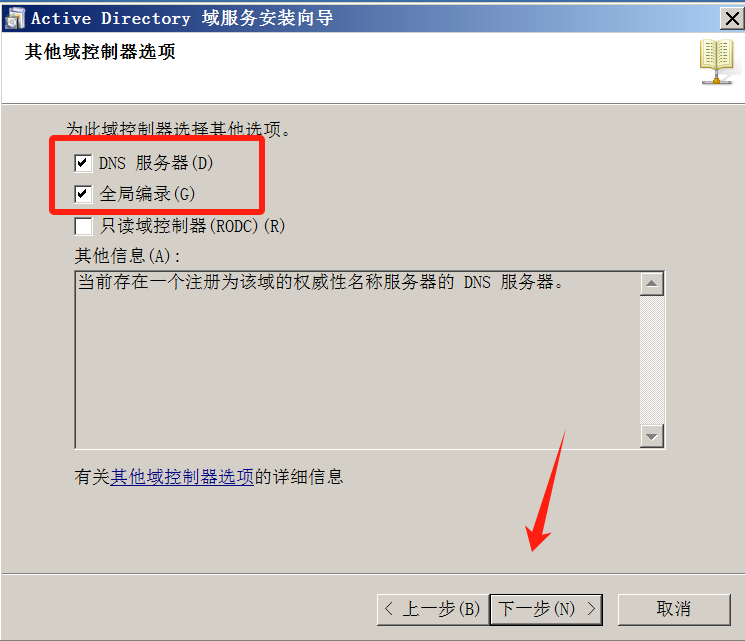 Active Directory 域服务安装向导
其他域控制器选项
为此域控制器选择其他选项。
DNS 服务器(D)
全局编录(G)
只读域控制器(RODC)(R)
其他信息(A):
当前存在一个注册为该域的权威性名称服务器的 DNS 服务器。
有关其他域控制器选项的详细信息
< 上一步(B) 下一步(N) > 取消